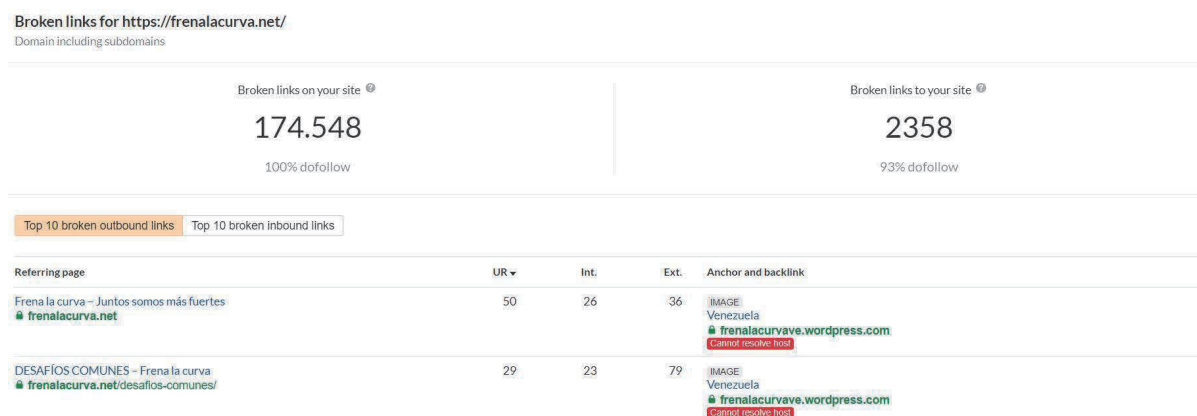 Broken links for https://frenalacurva.net/
Domain including subdomains
Broken links on your site ?
174.548
100% dofollow
Broken links to your site ?
2358
93% dofollow
Top 10 broken outbound links Top 10 broken inbound links
Referring page UR Int. Ext. Anchor and backlink
Frena la curva – Juntos somos más fuertes 50 26 36 IMAGE
Venezuela
frenalacurva.net
frenalacurvave.wordpress.com
Cannot resolve host
DESAFÍOS COMUNES – Frena la curva 29 23 79 IMAGE
Venezuela
frenalacurva.net/desafios-comunes/
frenalacurvave.wordpress.com
Cannot resolve host